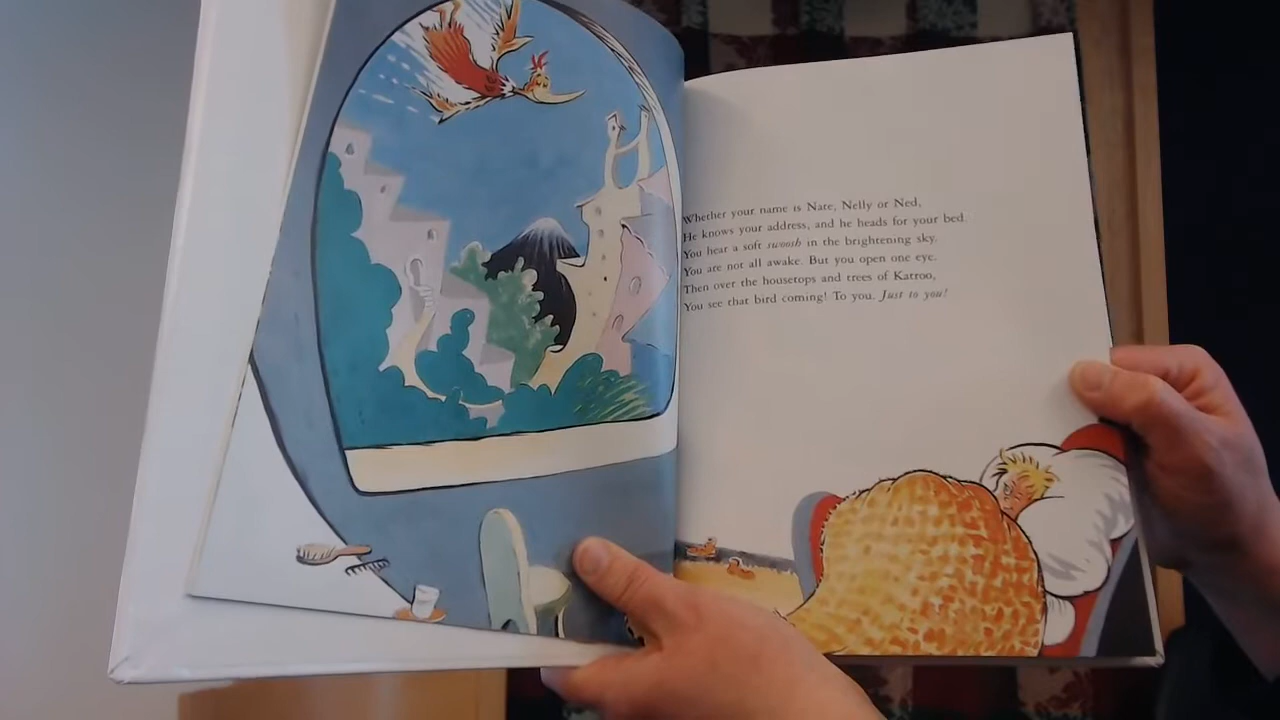 Whether your name is Nate, Nelly or Ned,
He knows your address, and he heads for your bed.
You hear a soft swoosh in the brightening sky.
You are not all awake. But you open one eye.
Then over the housetops and trees of Katroo,
You see that bird coming! To you. Just to you!